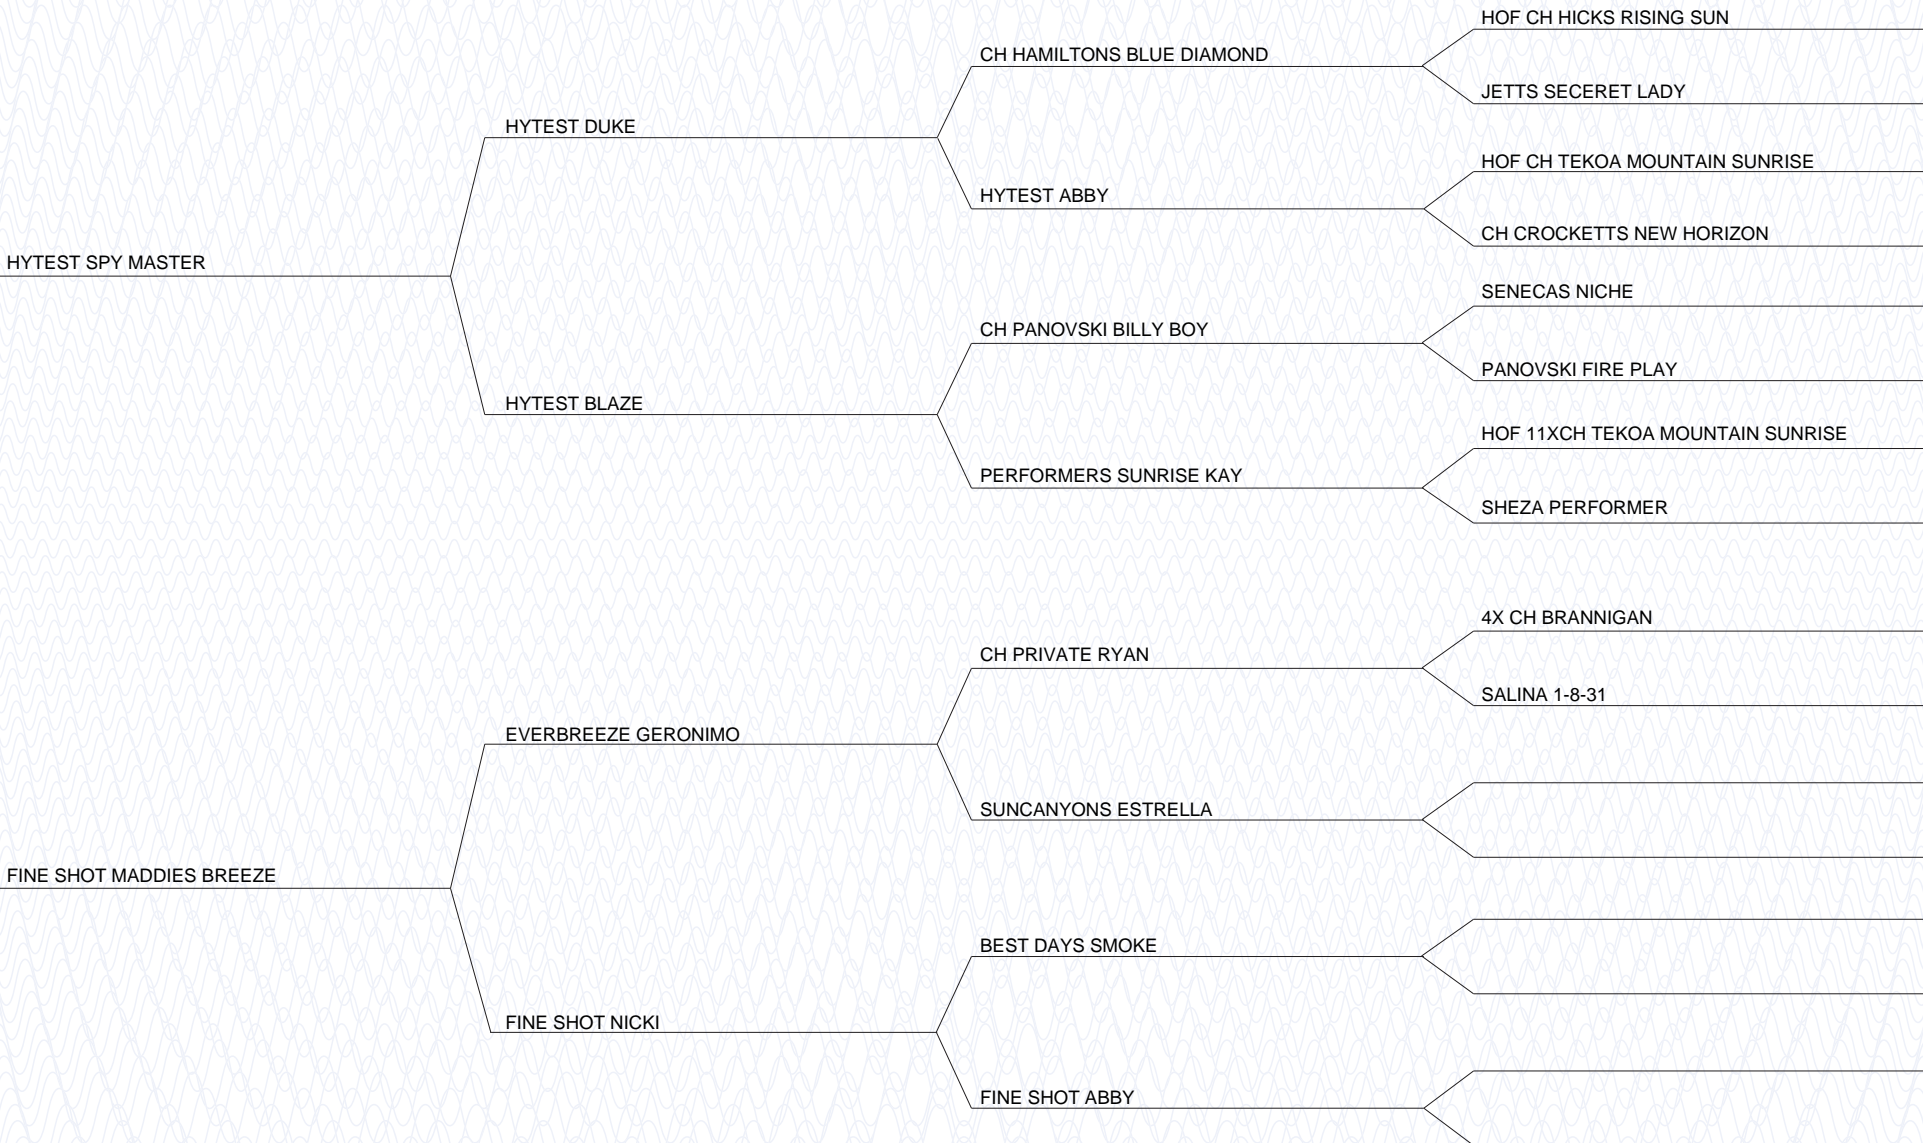 HOF CH HICKS RISING SUN
CH HAMILTONS BLUE DIAMOND
JETTS SECERET LADY
HYTEST DUKE
HOF CH TEKOA MOUNTAIN SUNRISE
HYTEST ABBY
CH CROCKETTS NEW HORIZON
HYTEST SPY MASTER
SENECAS NICHE
CH PANOVSKI BILLY BOY
PANOVSKI FIRE PLAY
HYTEST BLAZE
HOF 11XCH TEKOA MOUNTAIN SUNRISE
PERFORMERS SUNRISE KAY
SHEZA PERFORMER
4X CH BRANNIGAN
CH PRIVATE RYAN
SALINA 1-8-31
EVERBREEZE GERONIMO
SUNCANYONS ESTRELLA
FINE SHOT MADDIES BREEZE
BEST DAYS SMOKE
FINE SHOT NICKI
FINE SHOT ABBY